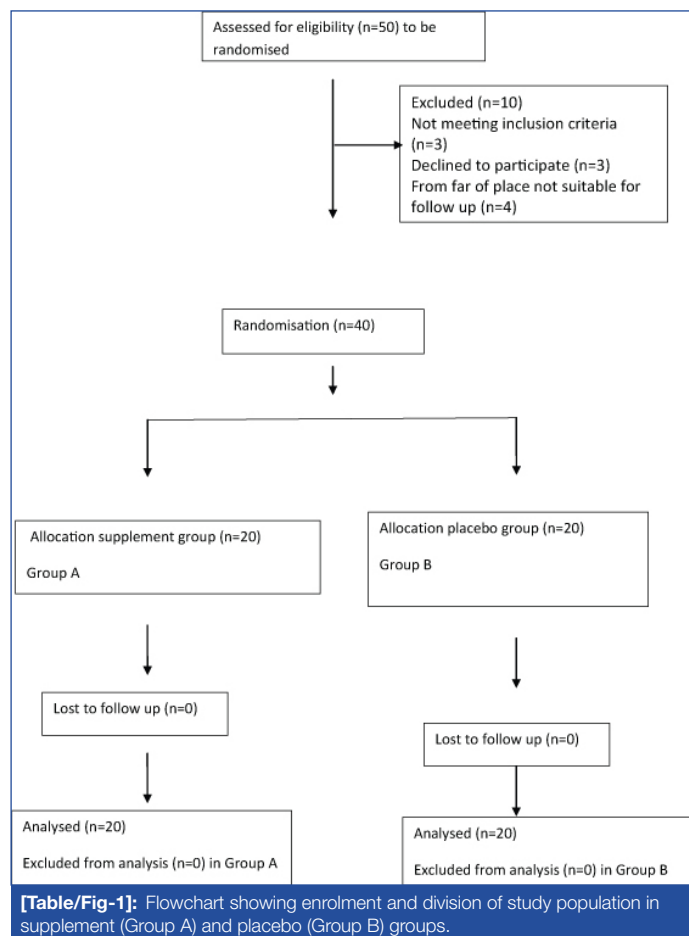 Assessed for eligibility (n=50) to be
randomised
Excluded (n=10)
Not meeting inclusion criteria
(n=3)
Declined to participate (n=3)
From far of place not suitable for
follow up (n=4)
Randomisation (n=40)
Allocation supplement group (n=20)
Group A
Allocation placebo group (n=20)
Group B
Lost to follow up (n=0)
Lost to follow up (n=0)
Analysed (n=20)
Excluded from analysis (n=0) in Group A
Analysed (n=20)
Excluded from analysis (n=0) in Group B
[Table/Fig-1]: Flowchart showing enrolment and division of study population in
supplement (Group A) and placebo (Group B) groups.